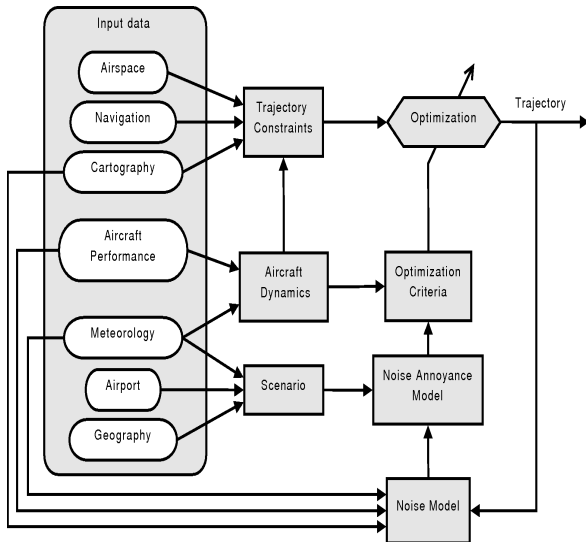 Input data
Airspace
Navigation
Cartography
Aircraft
Performance
Meteorology
Airport
Geography
Trajectory
Constraints
Aircraft
Dynamics
Scenario
Optimization
Trajectory
Optimization
Criteria
Noise Annoyance
Model
Noise Model